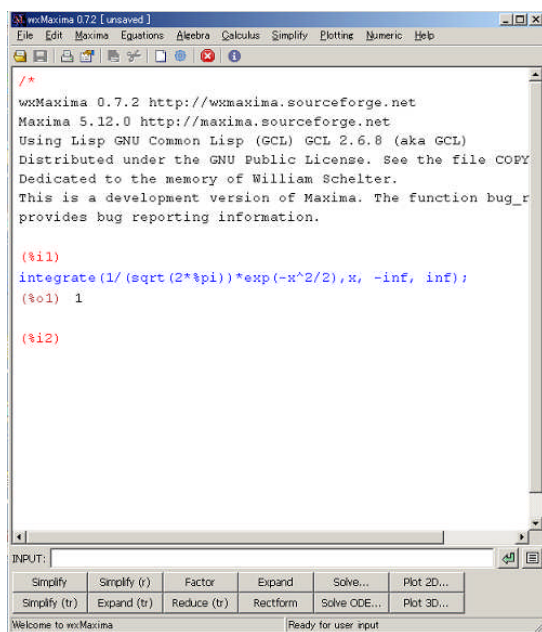 wxMaxima 0.7.2 [ unsaved ]
File Edit Maxima Equations Algebra Calculus Simplify Plotting Numeric Help
/*
wxMaxima 0.7.2 http://wxmaxima.sourceforge.net
Maxima 5.12.0 http://maxima.sourceforge.net
Using Lisp GNU Common Lisp (GCL) GCL 2.6.8 (aka GCL)
Distributed under the GNU Public License. See the file COPY
Dedicated to the memory of William Schelter.
This is a development version of Maxima. The function bug_r
provides bug reporting information.
(%i1)
integrate(1/(sqrt(2*%pi))*exp(-x^2/2),x, -inf, inf);
(%o1) 1
(%i2)
INPUT:
Simplify Simplify (r) Factor Expand Solve... Plot 2D...
Simplify (tr) Expand (tr) Reduce (tr) Rectform Solve ODE... Plot 3D...
Welcome to wxMaxima Ready for user input